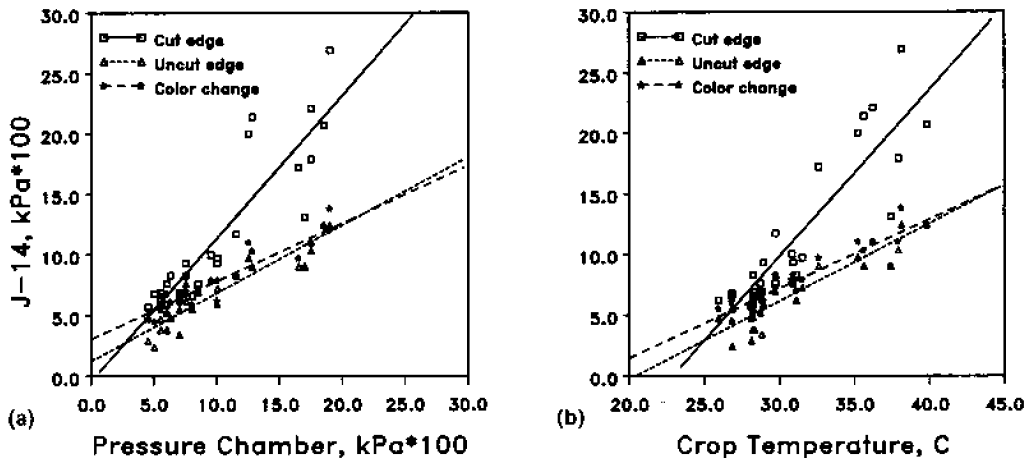 30.0
25.0
20.0
15.0
10.0
5.0
0.0
J-14, kPa*100
Cut edge
Uncut edge
Color change
0.0 5.0 10.0 15.0 20.0 25.0 30.0
(a)
Pressure Chamber, kPa*100
30.0
25.0
20.0
15.0
10.0
5.0
0.0
Cut edge
Uncut edge
Color change
20.0 25.0 30.0 35.0 40.0 45.0
(b)
Crop Temperature, C